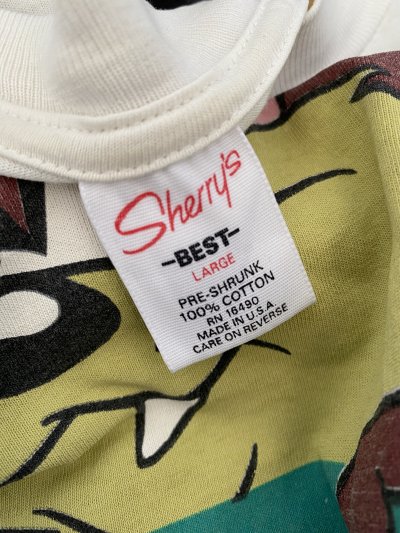 Sherry's
-BEST-
LARGE
PRE-SHRUNK
100% COTTON
RN 16490
MADE IN U.S.A
CARE ON REVERSE